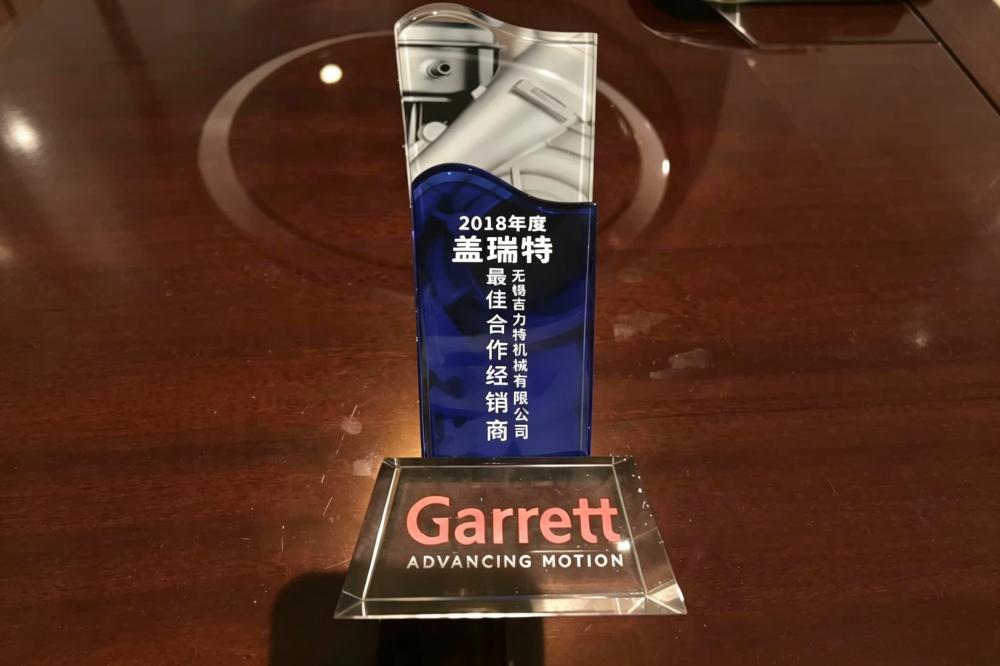 2018年度
盖瑞特
无锡吉力特机械有限公司
最佳合作经销商
Garrett
ADVANCING MOTION